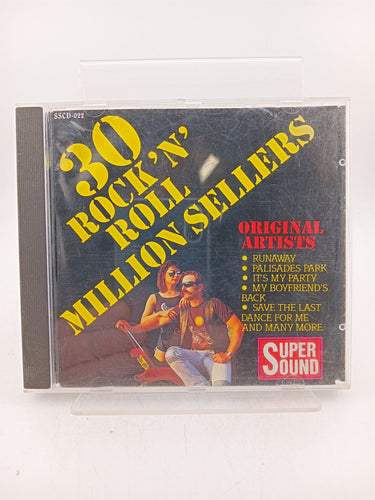 SSCD-022
30
ROCK 'N'
ROLL
MILLION SELLERS
ORIGINAL
ARTISTS
• RUNAWAY
• PALISADES PARK
• IT'S MY PARTY
• MY BOYFRIEND'S
BACK
• SAVE THE LAST
DANCE FOR ME
AND MANY MORE
SUPER
SOUND